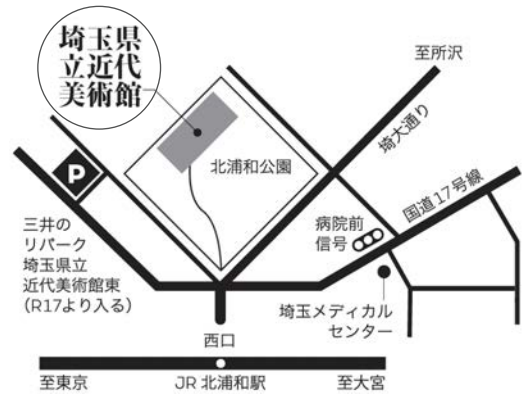 埼玉県
立近代
美術館
至所沢
埼大通り
北浦和公園
国道17号線
病院前
信号
P
三井の
リパーク
埼玉県立
近代美術館東
(R17より入る)
埼玉メディカル
センター
西口
至東京
JR 北浦和駅
至大宮